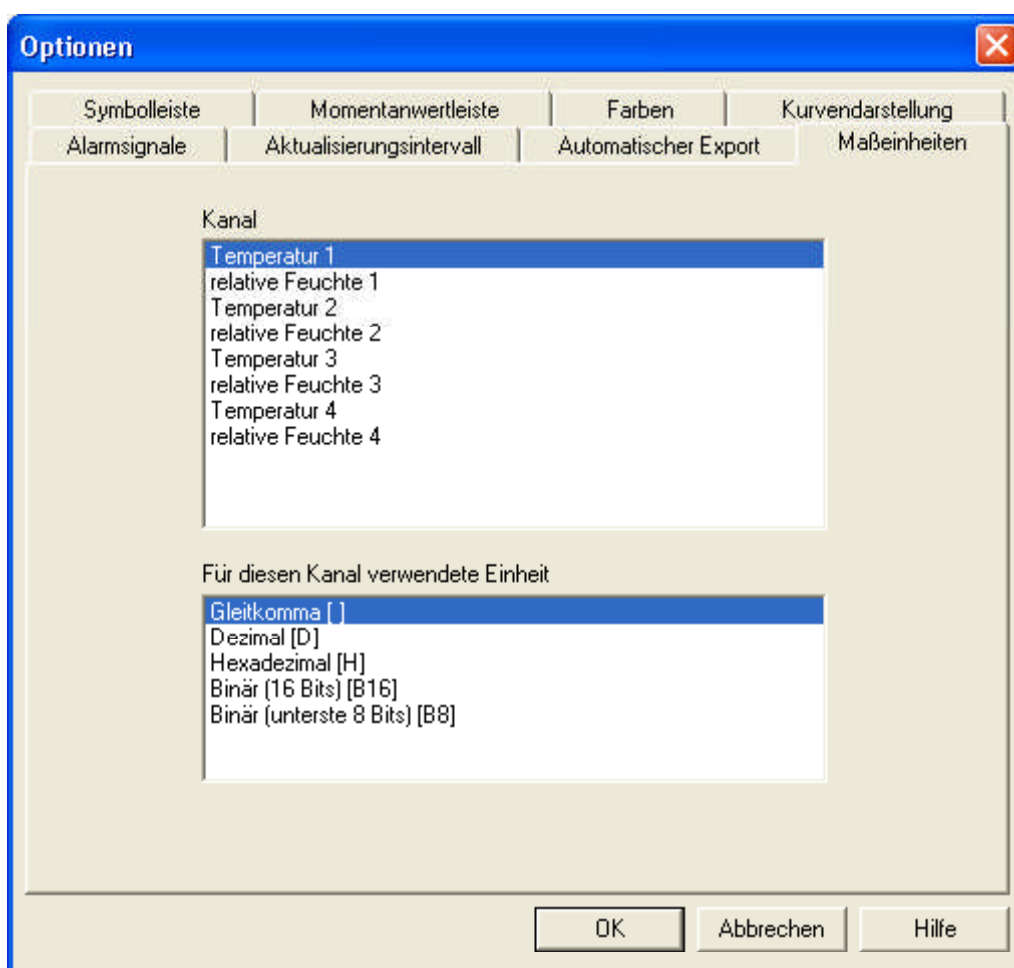 Optionen
Symbolleiste Momentanwertleiste Farben Kurvendarstellung
Alarmsignale Aktualisierungsintervall Automatischer Export Maßeinheiten
Kanal
Temperatur 1
relative Feuchte 1
Temperatur 2
relative Feuchte 2
Temperatur 3
relative Feuchte 3
Temperatur 4
relative Feuchte 4
Für diesen Kanal verwendete Einheit
Gleitkomma [ ]
Dezimal [D]
Hexadezimal [H]
Binär (16 Bits) [B16]
Binär (unterste 8 Bits) [B8]
OK Abbrechen Hilfe